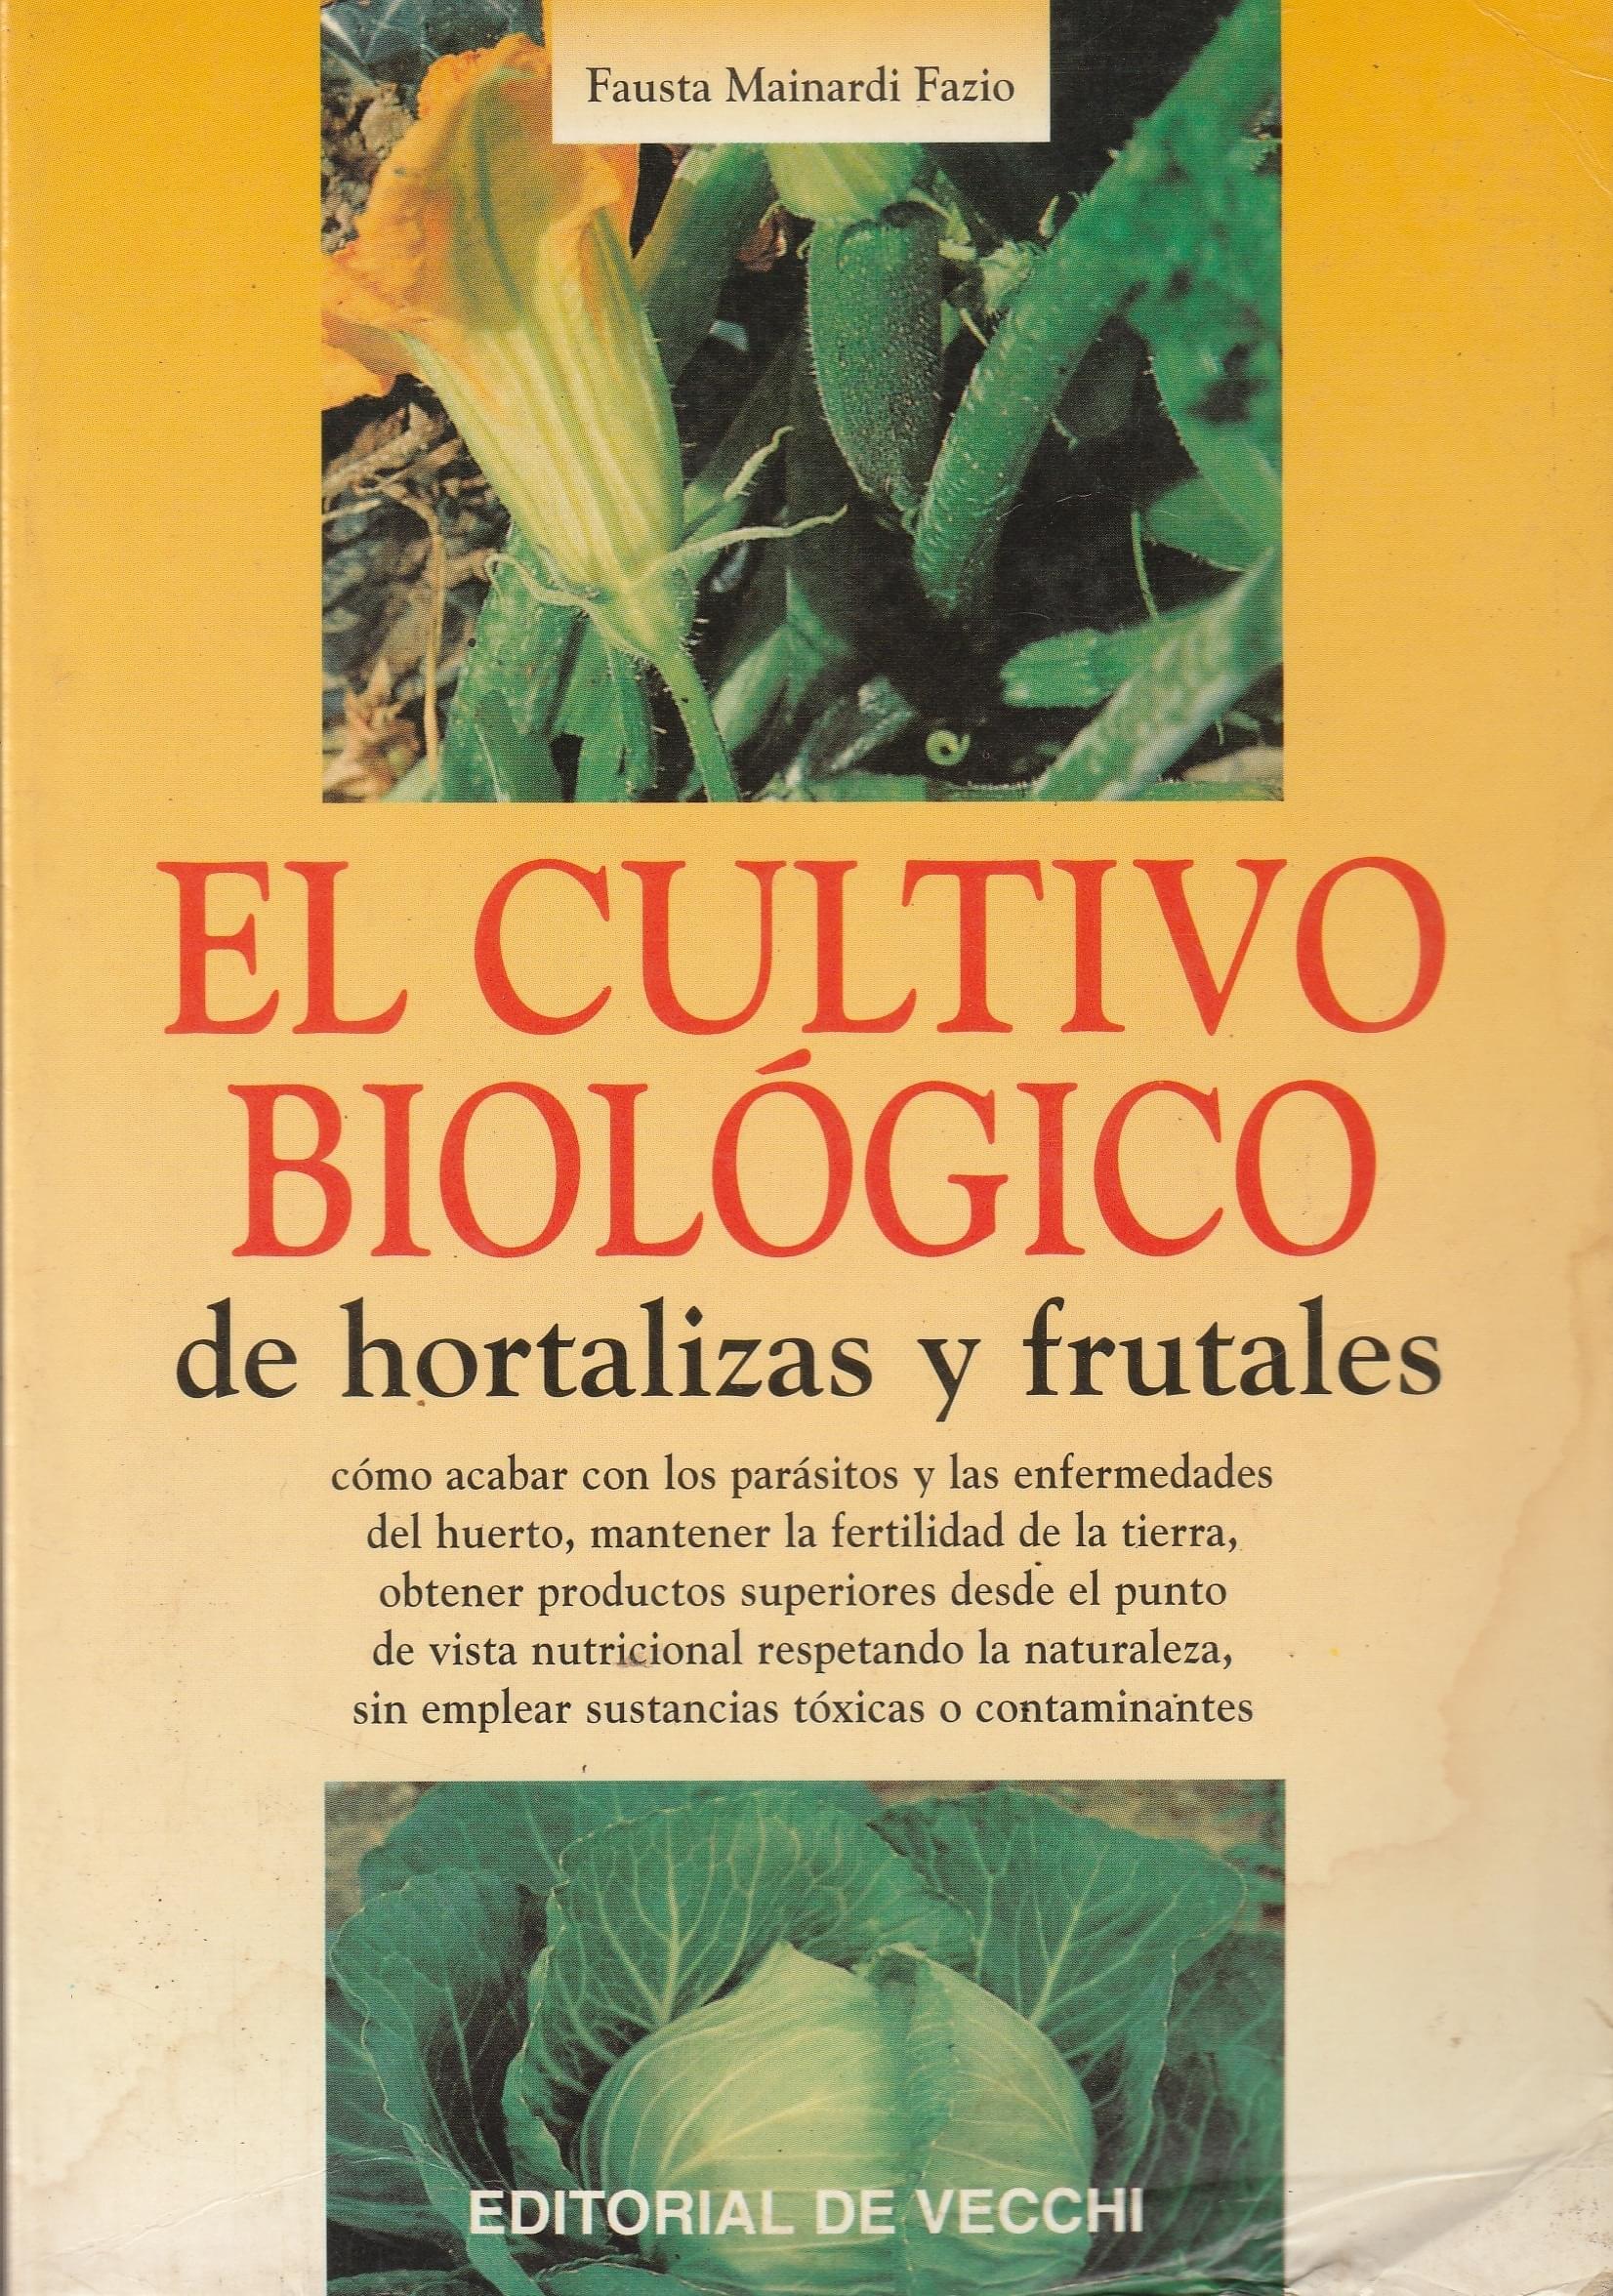 Fausta Mainardi Fazio
EL CULTIVO
BIOLÓGICO
de hortalizas y frutales
cómo acabar con los parásitos y las enfermedades
del huerto, mantener la fertilidad de la tierra,
obtener productos superiores desde el punto
de vista nutricional respetando la naturaleza,
sin emplear sustancias tóxicas o contaminantes
EDITORIAL DE VECCHI